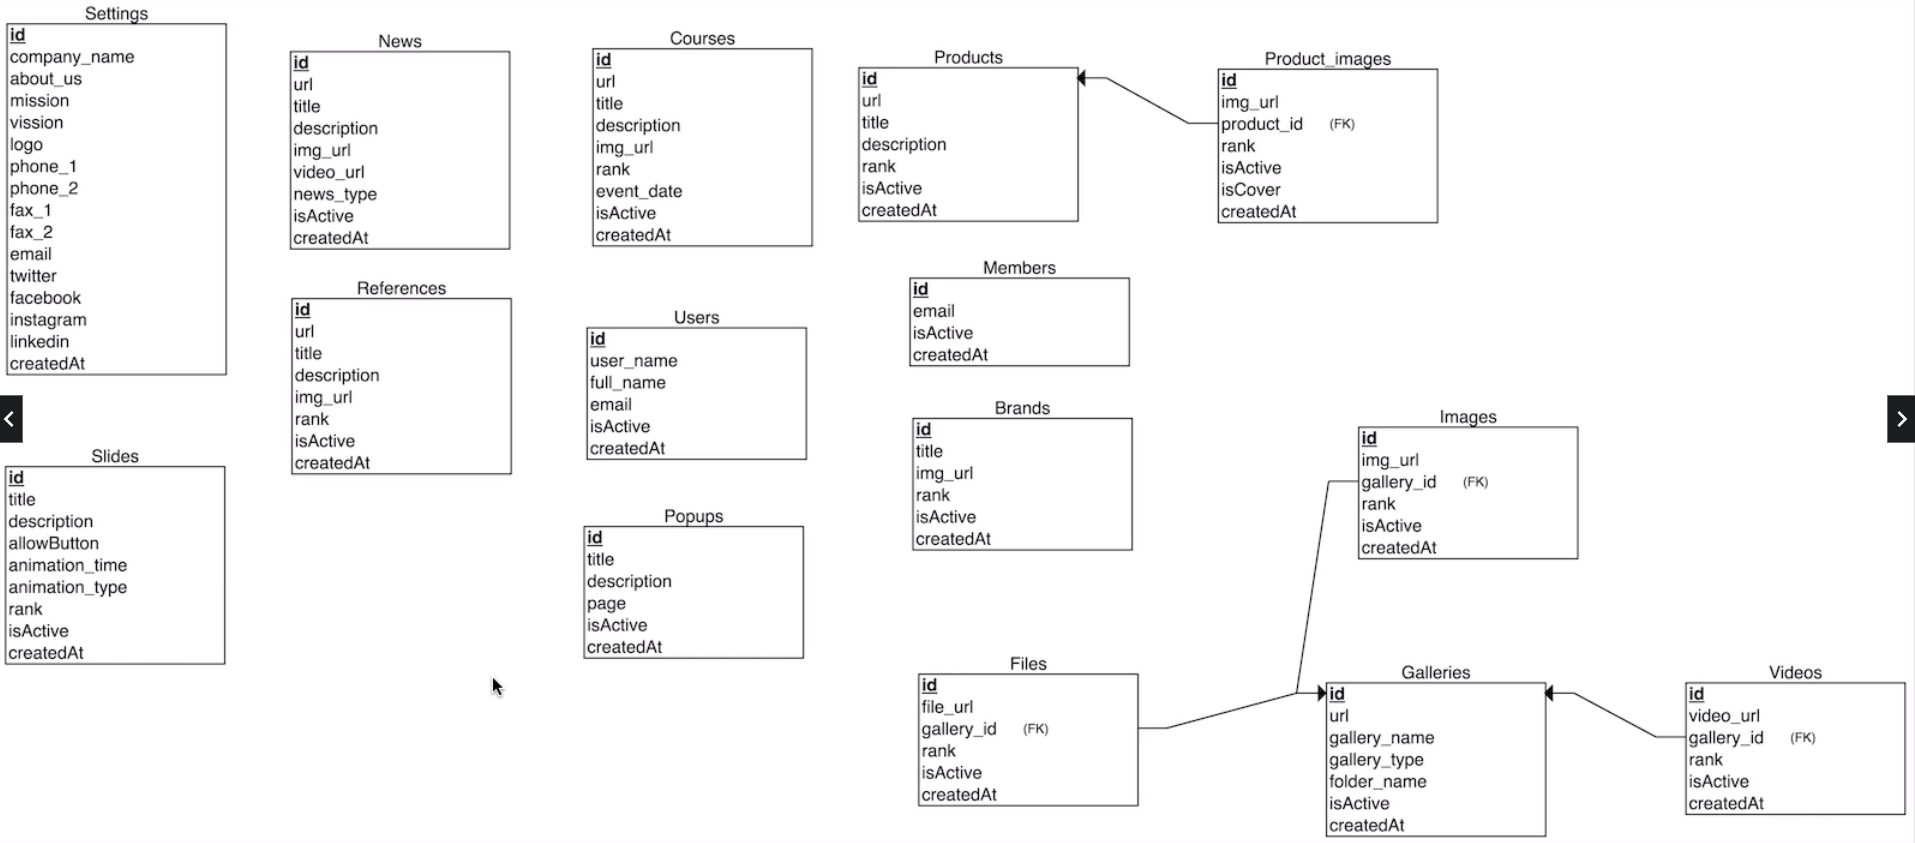 Settings
id
company_name
about_us
mission
vission
logo
phone_1
phone_2
fax_1
fax_2
email
twitter
facebook
instagram
linkedin
createdAt
Slides
id
title
description
allowButton
animation_time
animation_type
rank
isActive
createdAt
News
id
url
title
description
img_url
video_url
news_type
isActive
createdAt
References
id
url
title
description
img_url
rank
isActive
createdAt
Courses
id
url
title
description
img_url
rank
event_date
isActive
createdAt
Users
id
user_name
full_name
email
isActive
createdAt
Popups
id
title
description
page
isActive
createdAt
Products
id
url
title
description
rank
isActive
createdAt
Product_images
id
img_url
product_id (FK)
rank
isActive
isCover
createdAt
Members
id
email
isActive
createdAt
Brands
id
title
img_url
rank
isActive
createdAt
Images
id
img_url
gallery_id (FK)
rank
isActive
createdAt
Files
id
file_url
gallery_id (FK)
rank
isActive
createdAt
Galleries
id
url
gallery_name
gallery_type
folder_name
isActive
createdAt
Videos
id
video_url
gallery_id (FK)
rank
isActive
createdAt